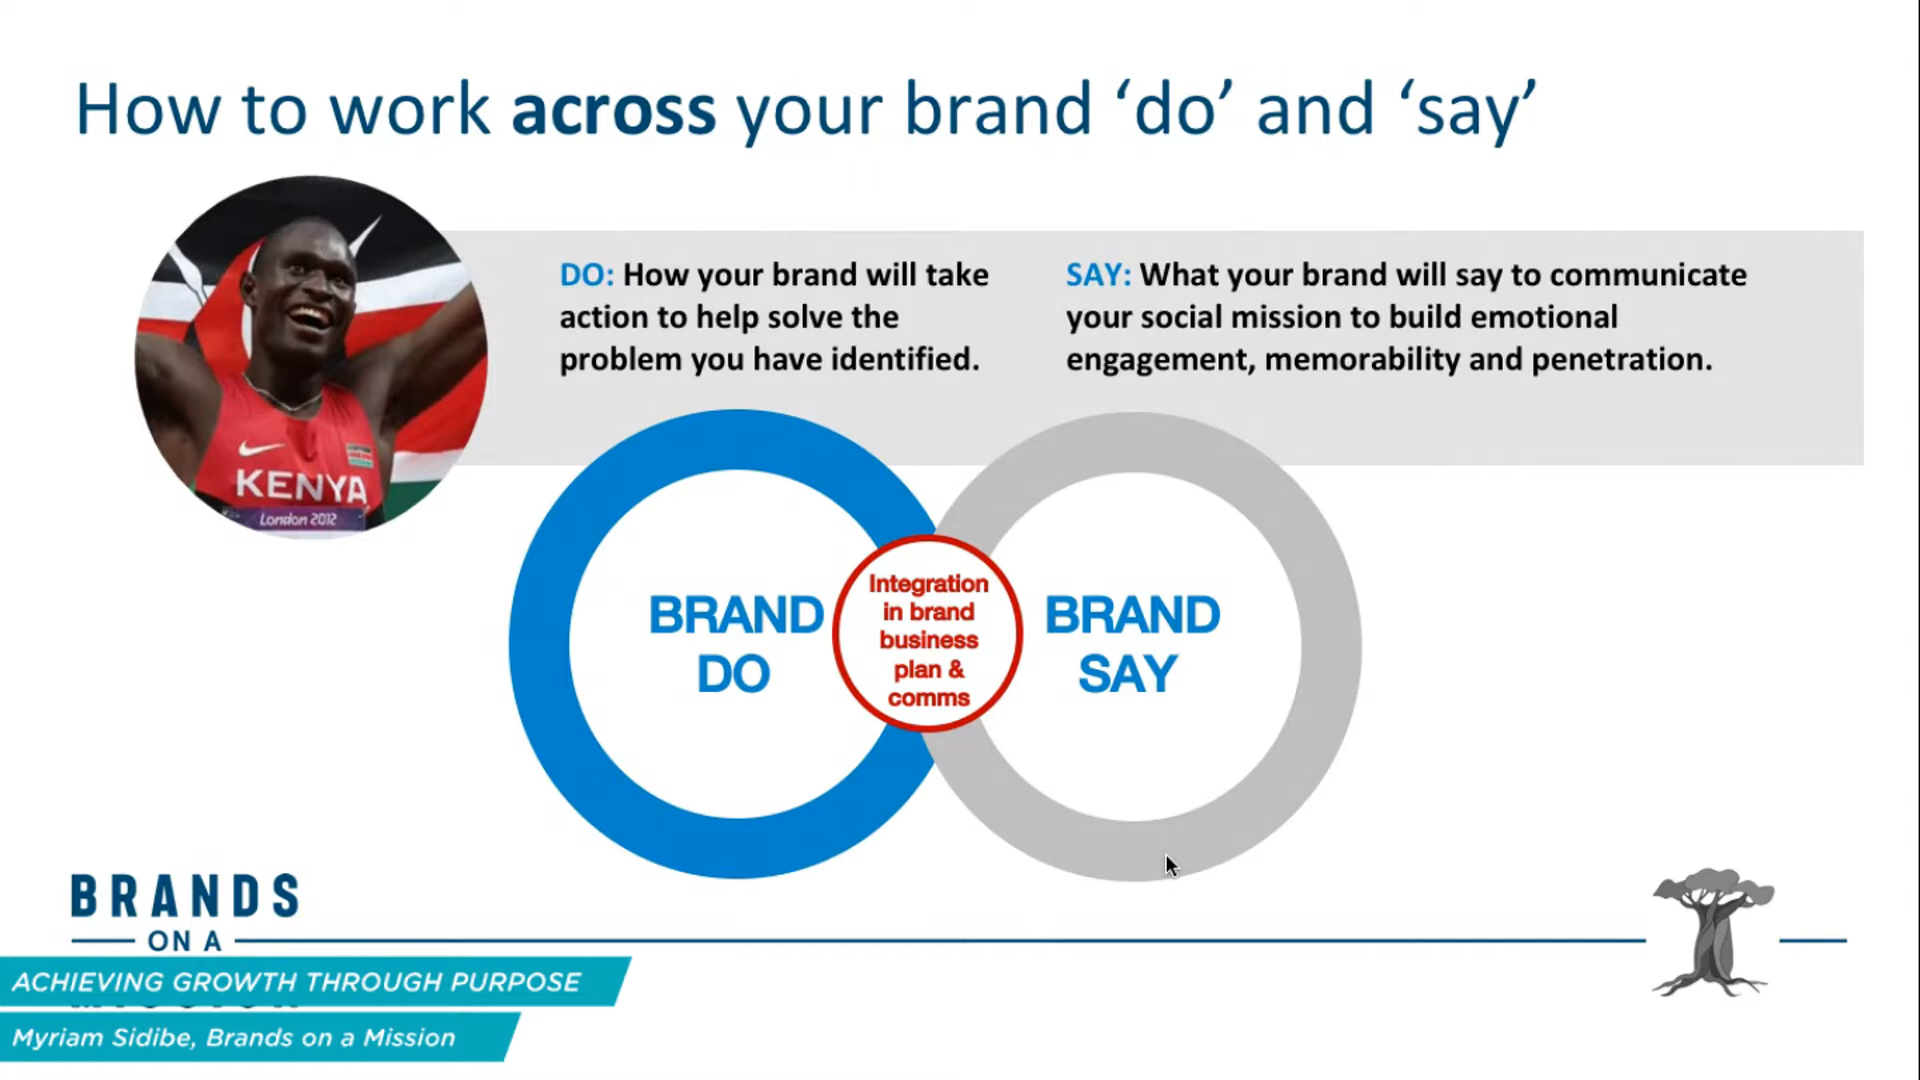 How to work across your brand ‘do’ and ‘say’
DO: How your brand will take
action to help solve the
problem you have identified.
SAY: What your brand will say to communicate
your social mission to build emotional
engagement, memorability and penetration.
KENYA
London 2012
BRAND
DO
Integration
in brand
business
plan &
comms
BRAND
SAY
BRANDS
ON A
ACHIEVING GROWTH THROUGH PURPOSE
Myriam Sidibe, Brands on a Mission